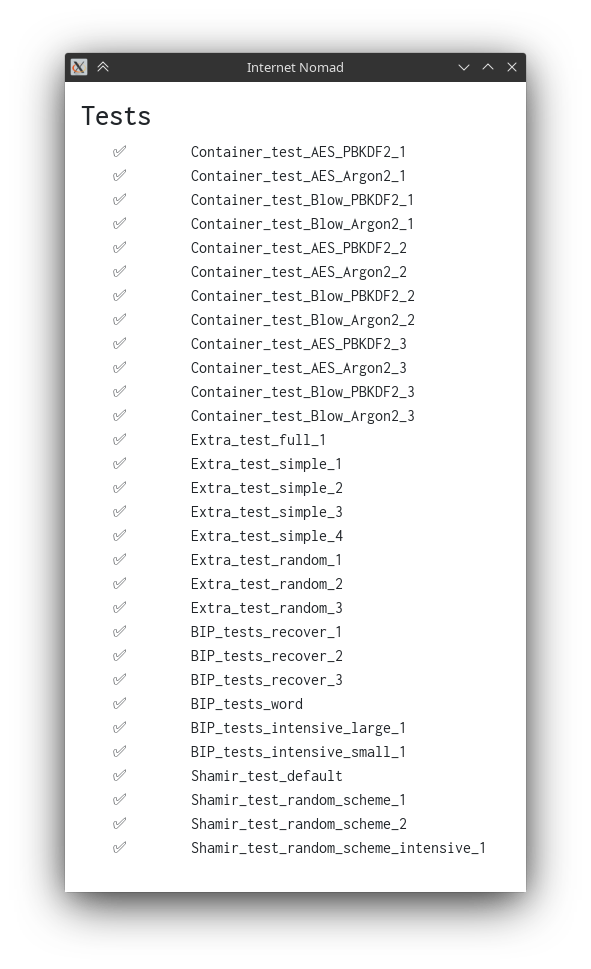 Internet Nomad
Tests
✅ Container_test_AES_PBKDF2_1
✅ Container_test_AES_Argon2_1
✅ Container_test_Blow_PBKDF2_1
✅ Container_test_Blow_Argon2_1
✅ Container_test_AES_PBKDF2_2
✅ Container_test_AES_Argon2_2
✅ Container_test_Blow_PBKDF2_2
✅ Container_test_Blow_Argon2_2
✅ Container_test_AES_PBKDF2_3
✅ Container_test_AES_Argon2_3
✅ Container_test_Blow_PBKDF2_3
✅ Container_test_Blow_Argon2_3
✅ Extra_test_full_1
✅ Extra_test_simple_1
✅ Extra_test_simple_2
✅ Extra_test_simple_3
✅ Extra_test_simple_4
✅ Extra_test_random_1
✅ Extra_test_random_2
✅ Extra_test_random_3
✅ BIP_tests_recover_1
✅ BIP_tests_recover_2
✅ BIP_tests_recover_3
✅ BIP_tests_word
✅ BIP_tests_intensive_large_1
✅ BIP_tests_intensive_small_1
✅ Shamir_test_default
✅ Shamir_test_random_scheme_1
✅ Shamir_test_random_scheme_2
✅ Shamir_test_random_scheme_intensive_1